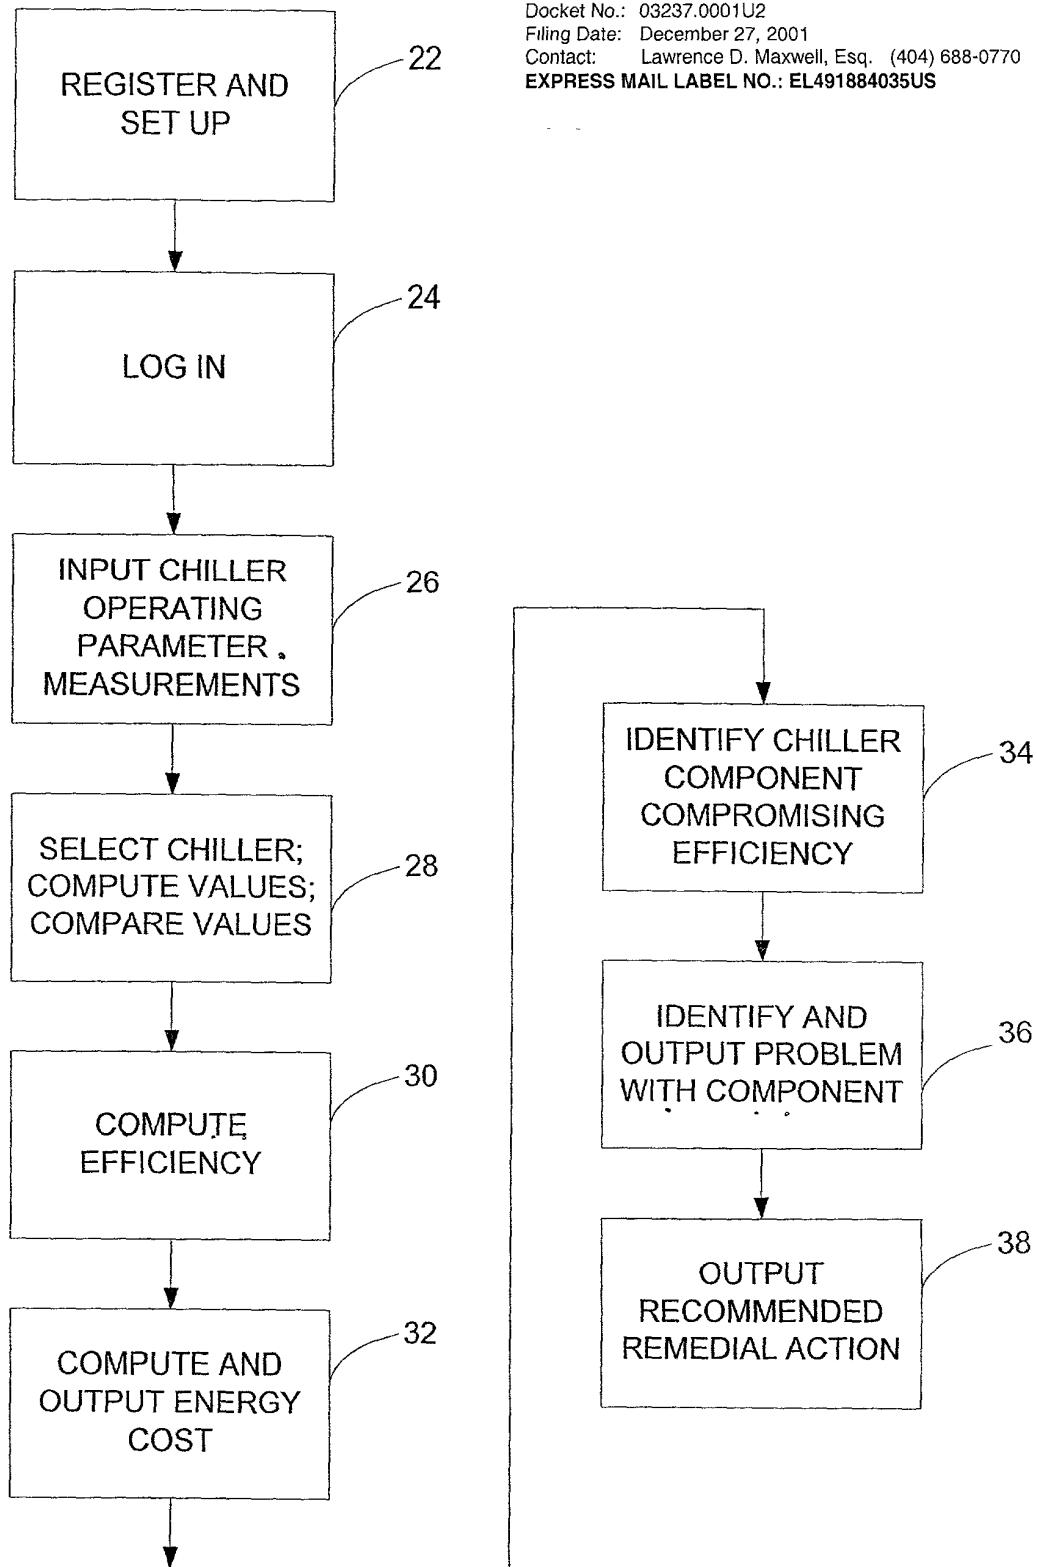 Docket No.: 03237.0001U2
Filing Date: December 27, 2001
Contact: Lawrence D. Maxwell, Esq. (404) 688-0770
EXPRESS MAIL LABEL NO.: EL491884035US
REGISTER AND
SET UP
22
LOG IN
24
INPUT CHILLER
OPERATING
PARAMETER
MEASUREMENTS
26
SELECT CHILLER;
COMPUTE VALUES;
COMPARE VALUES
28
COMPUTE
EFFICIENCY
30
COMPUTE AND
OUTPUT ENERGY
COST
32
IDENTIFY CHILLER
COMPONENT
COMPROMISING
EFFICIENCY
34
IDENTIFY AND
OUTPUT PROBLEM
WITH COMPONENT
36
OUTPUT
RECOMMENDED
REMEDIAL ACTION
38